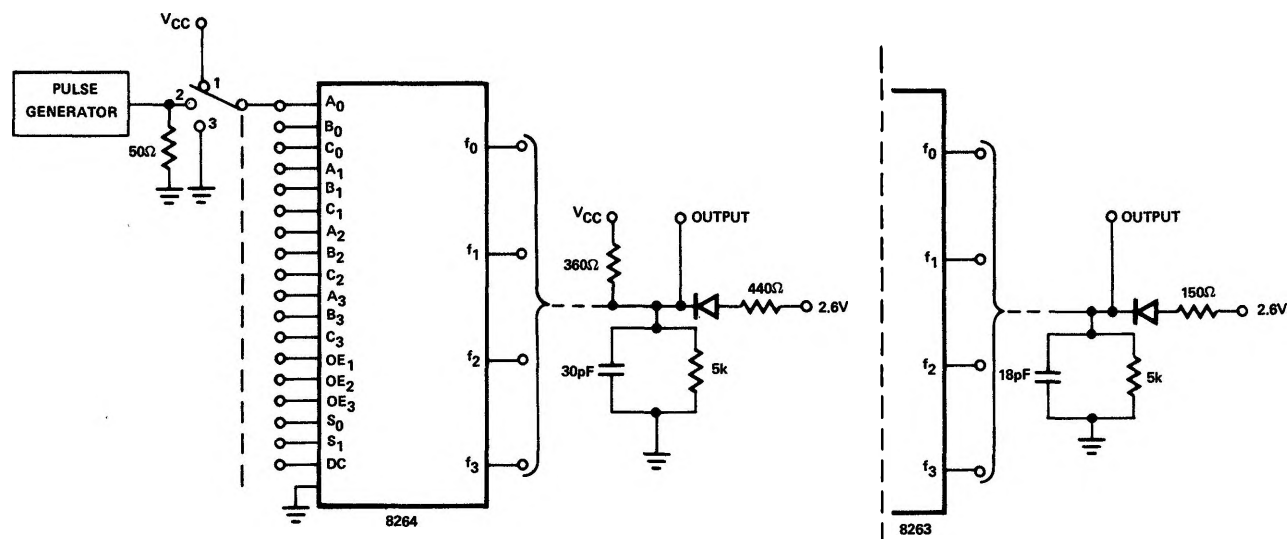 VCC
PULSE
GENERATOR
1
2
3
50Ω
A0
B0
C0
A1
B1
C1
A2
B2
C2
A3
B3
C3
OE1
OE2
OE3
S0
S1
DC
f0
f1
f2
f3
8264
VCC
OUTPUT
360Ω
440Ω
2.6V
30pF
5k
f0
f1
f2
f3
8263
OUTPUT
150Ω
2.6V
18pF
5k